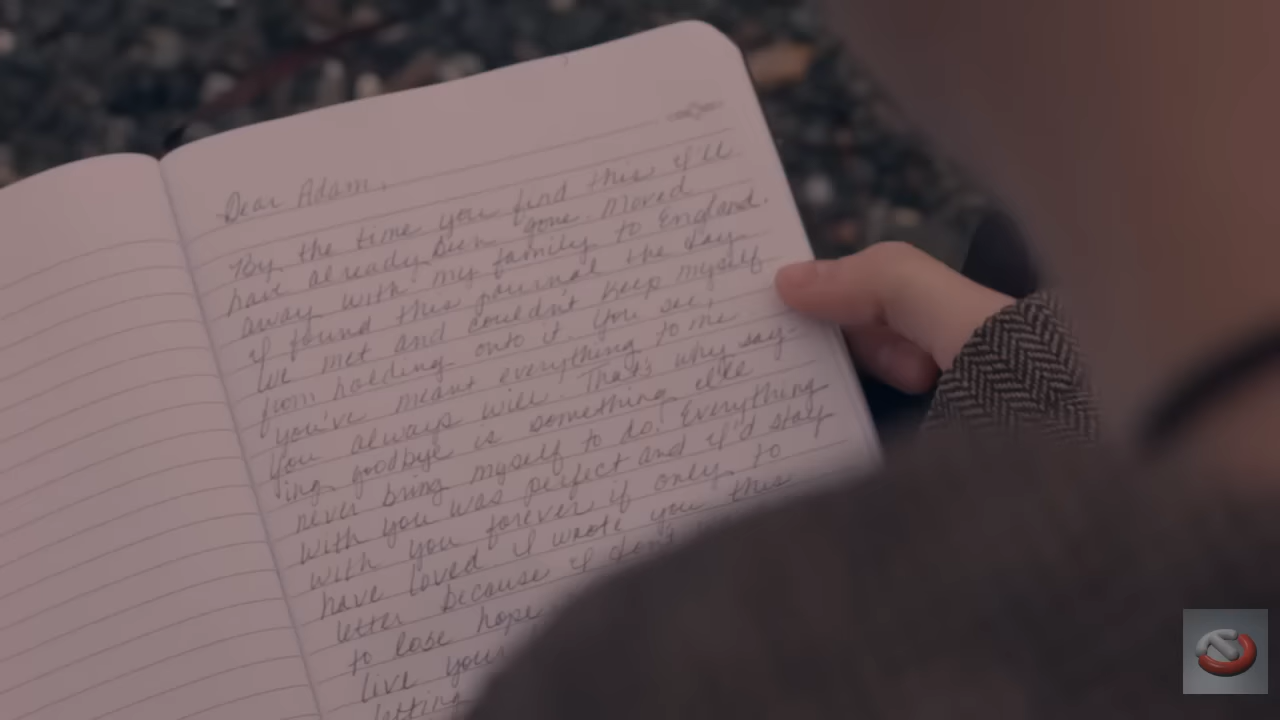 Dear Adam,
By the time you find this I'll
have already been gone. Moved
away with my family to England.
I found this journal the day
we met and couldn't keep myself
from holding onto it. You see,
you've meant everything to me
You always will. That's why say-
ing goodbye is something else
never bring myself to do! Everything
with you was perfect and I'd stay
with you forever if only to
have loved I wrote you this
letter because I don't
to lose hope
live your
letting